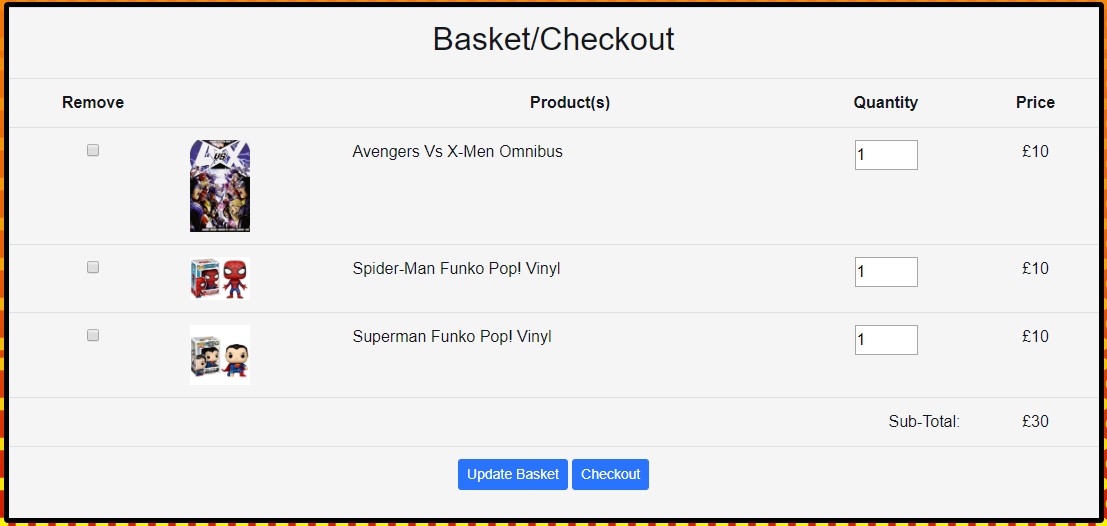 Basket/Checkout
Remove Product(s) Quantity Price
Avengers Vs X-Men Omnibus 1 £10
Spider-Man Funko Pop! Vinyl 1 £10
Superman Funko Pop! Vinyl 1 £10
Sub-Total: £30
Update Basket Checkout